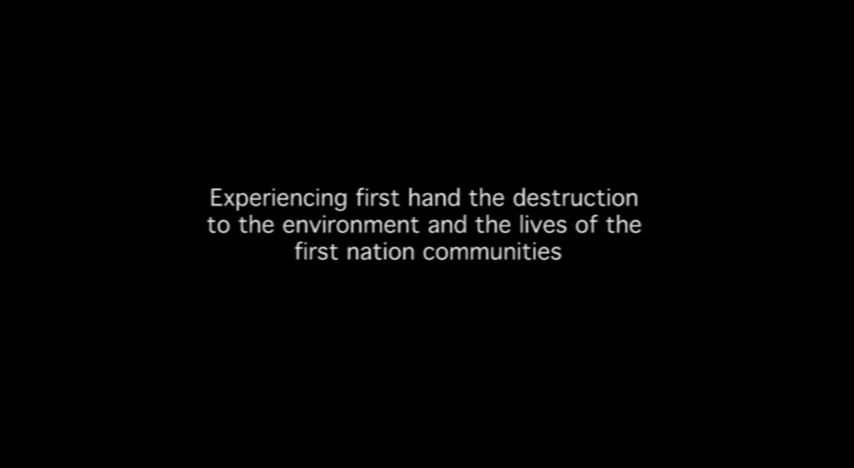 Experiencing first hand the destruction
to the environment and the lives of the
first nation communities